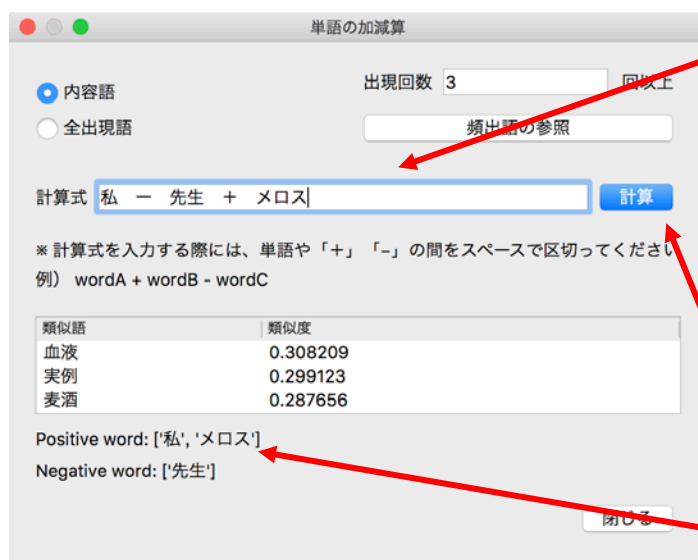 単語の加減算
内容語
出現回数 3 回以上
全出現語
頻出語の参照
計算式 私 ー 先生 + メロス 計算
※計算式を入力する際には、単語や「+」「-」の間をスペースで区切ってください
例） wordA + wordB - wordC
類似語 類似度
血液 0.308209
実例 0.299123
麦酒 0.287656
Positive word: ['私', 'メロス']
Negative word: ['先生']
閉じる